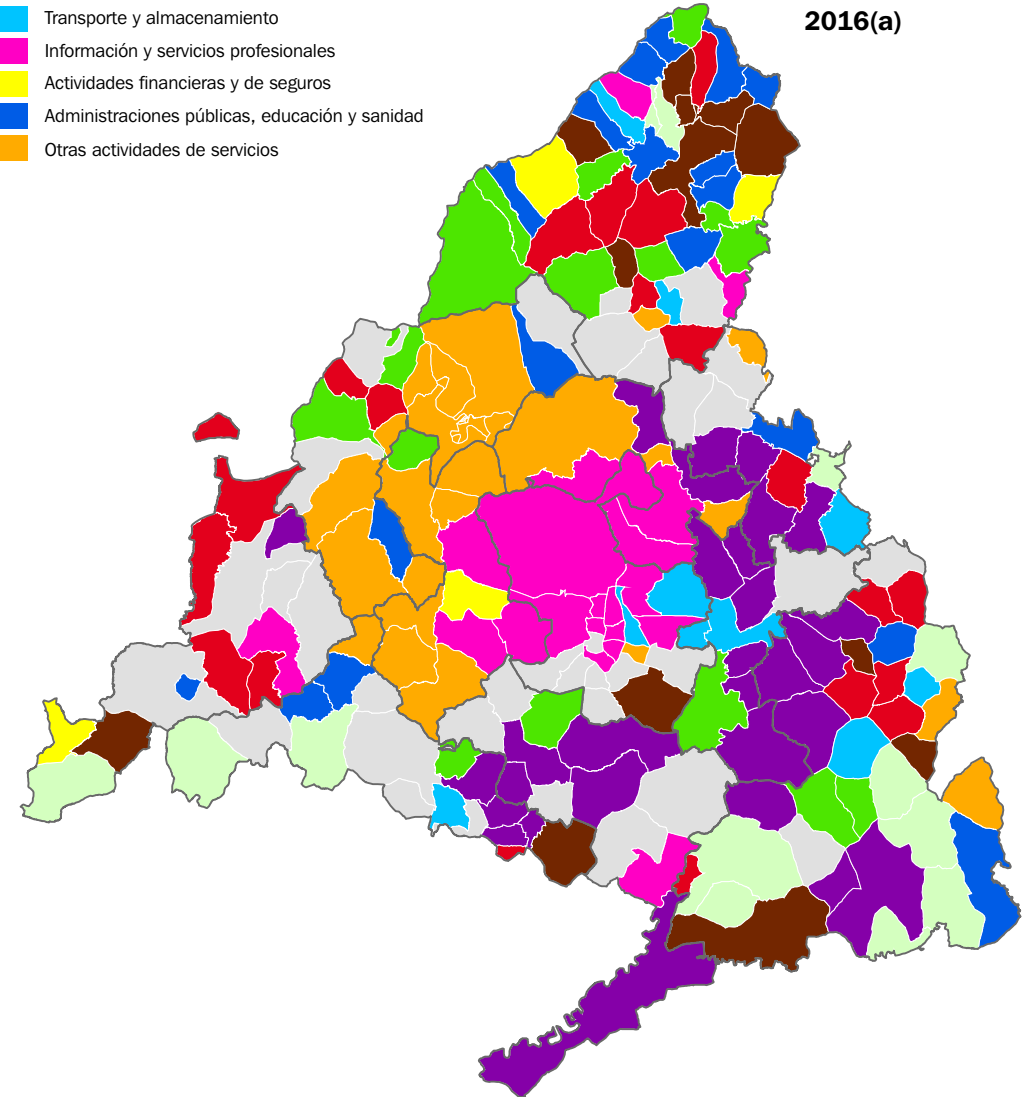 Transporte y almacenamiento
2016(a)
Información y servicios profesionales
Actividades financieras y de seguros
Administraciones públicas, educación y sanidad
Otras actividades de servicios